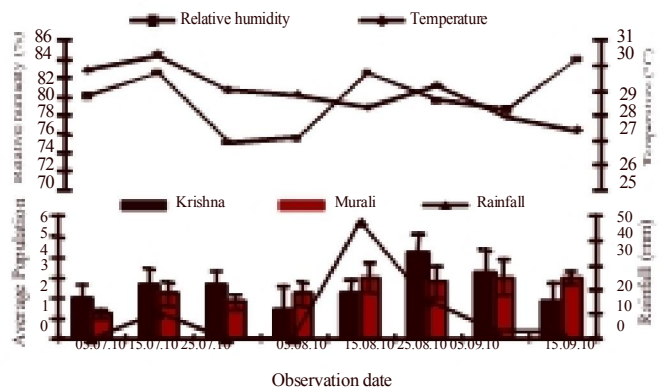 Relative humidity Temperature
86 31
84 30
82
80 29
78 28
76 27
74
72 26
70 25
Relative humidity (%)
Temperature (°C)
Krishna Murali Rainfall
6 50
5 40
4 30
3
2 20
1 10
0 0
Average Population
Rainfall (mm)
05.07.10 15.07.10 25.07.10 05.08.10 15.08.10 25.08.10 05.09.10 15.09.10
Observation date